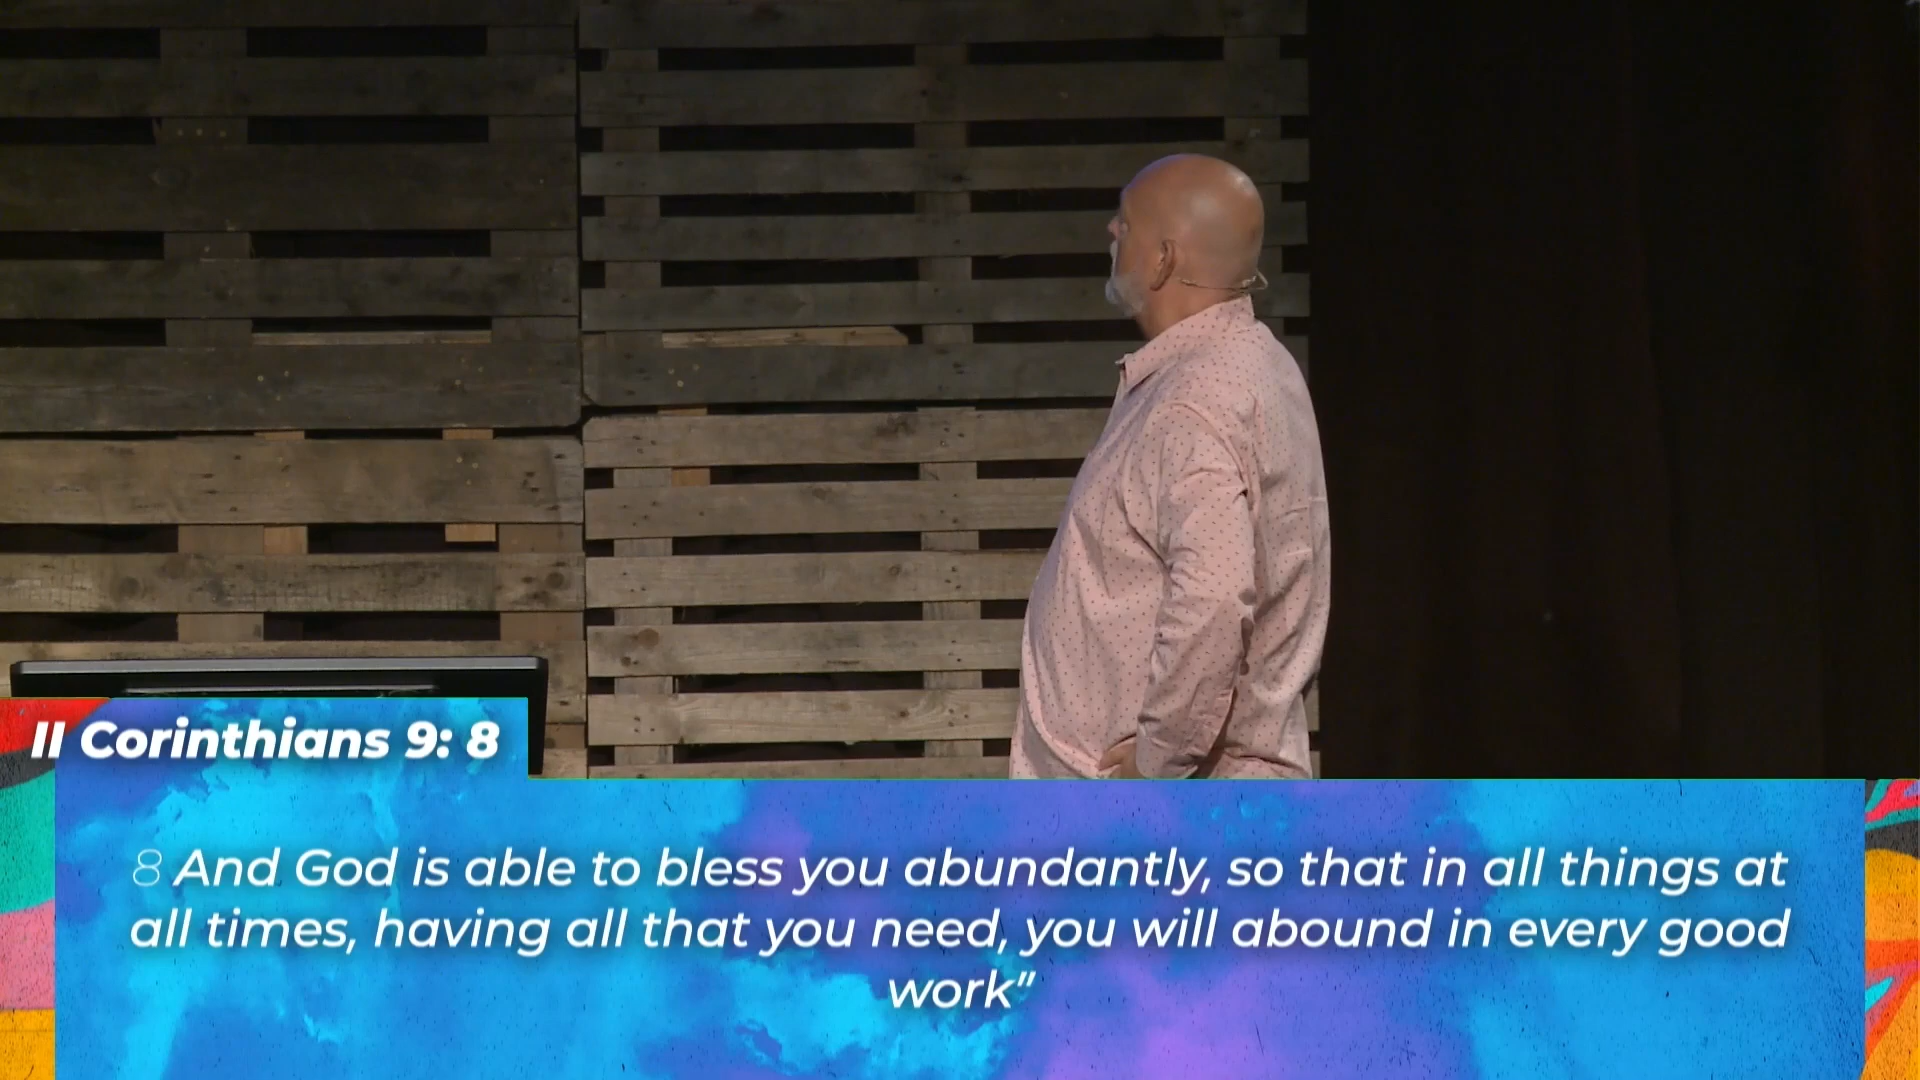 II Corinthians 9: 8
8 And God is able to bless you abundantly, so that in all things at
all times, having all that you need, you will abound in every good
work”